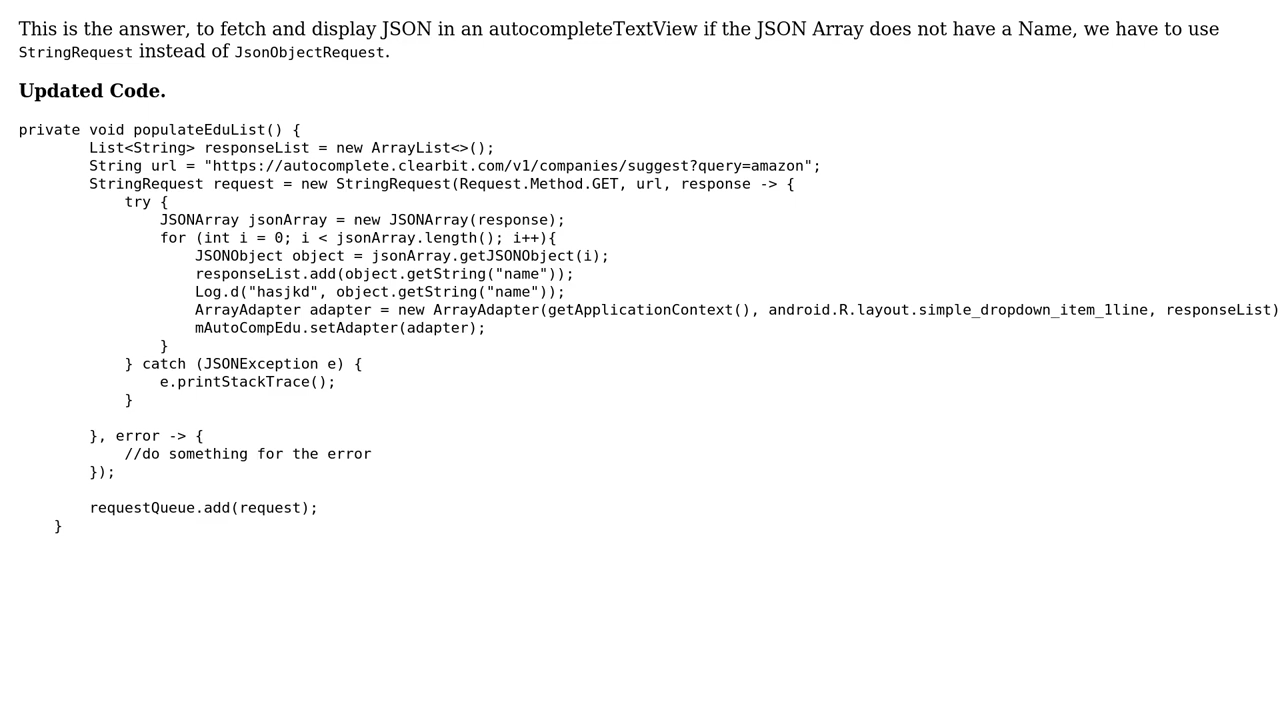 This is the answer, to fetch and display JSON in an autocompleteTextView if the JSON Array does not have a Name, we have to use
StringRequest instead of JsonObjectRequest.
Updated Code.
private void populateEduList() {
        List<String> responseList = new ArrayList<>();
        String url = "https://autocomplete.clearbit.com/v1/companies/suggest?query=amazon";
        StringRequest request = new StringRequest(Request.Method.GET, url, response -> {
            try {
                JSONArray jsonArray = new JSONArray(response);
                for (int i = 0; i < jsonArray.length(); i++){
                    JSONObject object = jsonArray.getJSONObject(i);
                    responseList.add(object.getString("name"));
                    Log.d("hasjkd", object.getString("name"));
                    ArrayAdapter adapter = new ArrayAdapter(getApplicationContext(), android.R.layout.simple_dropdown_item_1line, responseList)
                    mAutoCompEdu.setAdapter(adapter);
                }
            } catch (JSONException e) {
                e.printStackTrace();
            }

        }, error -> {
            //do something for the error
        });

        requestQueue.add(request);
    }